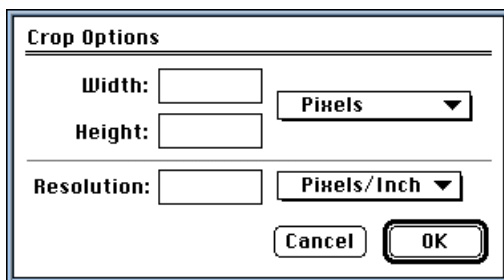 Crop Options
Width:
Pixels
Height:
Resolution: Pixels/Inch
Cancel OK